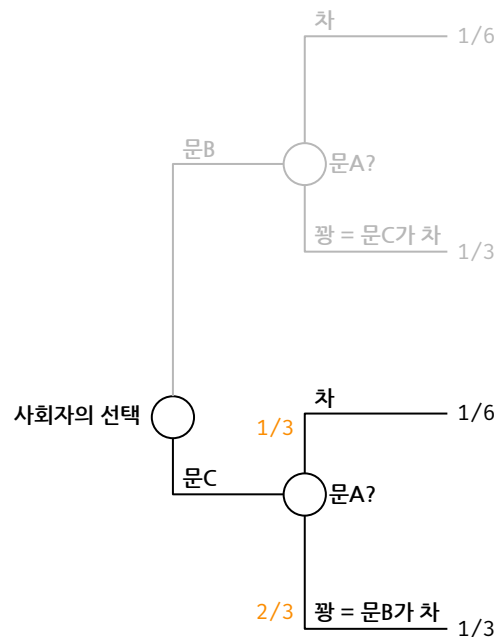 차
1/6
문B
문A?
꽝 = 문C가 차
1/3
사회자의 선택
차
1/6
1/3
문C
문A?
2/3
꽝 = 문B가 차
1/3